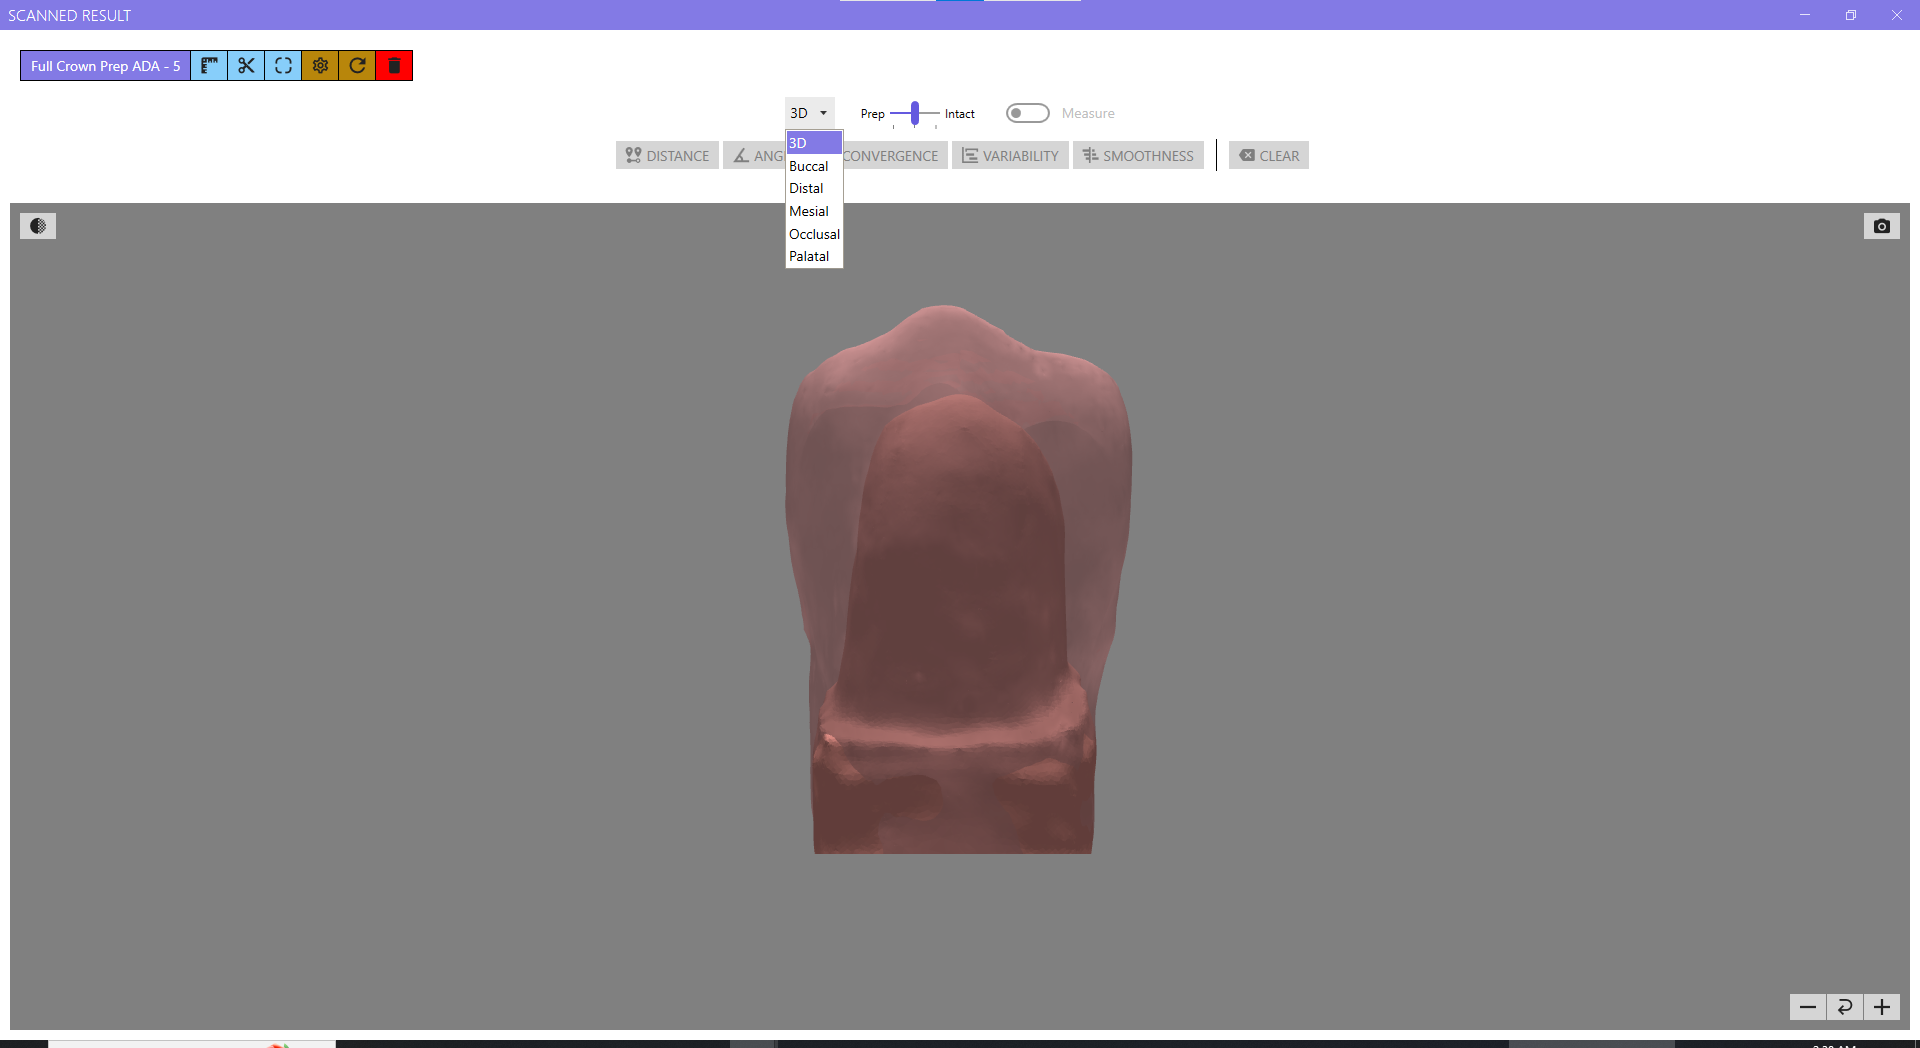 SCANNED RESULT
Full Crown Prep ADA - 5
3D
Prep
Intact
Measure
DISTANCE
CONVERGENCE
VARIABILITY
SMOOTHNESS
CLEAR
3D
Buccal
Distal
Mesial
Occlusal
Palatal